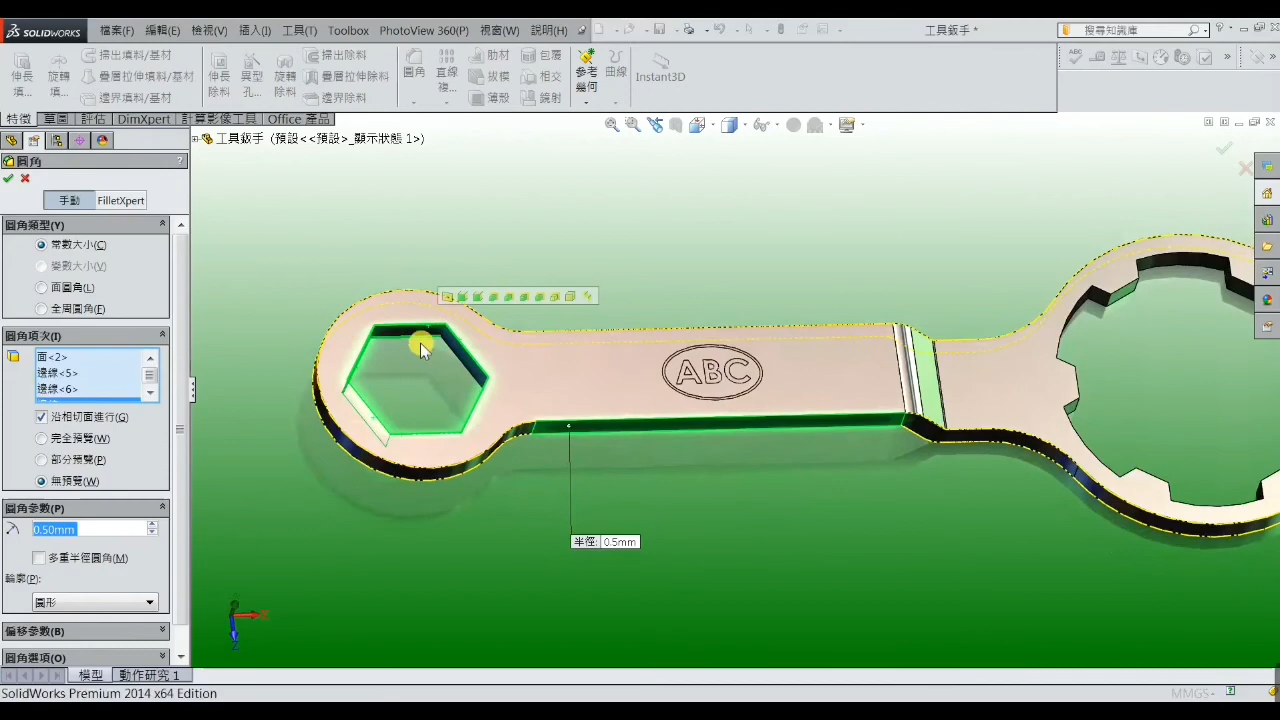 SOLIDWORKS 檔案(F) 編輯(E) 檢視(V) 插入(I) 工具(T) Toolbox PhotoView 360(P) 視窗(W) 說明(H) 工具鈑手 * 搜尋知識庫
伸長填... 旋轉填... 掃出填料/基材 疊層拉伸填料/基材 邊界填料/基材 伸長除料 異型孔... 旋轉除料 掃出除料 疊層拉伸除料 邊界除料 圓角 直線複... 肋材 拔模 薄殼 包覆 相交 鏡射 參考幾何 曲線 Instant3D
特徵 草圖 評估 DimXpert 計算影像工具 Office 產品
工具鈑手 (預設<<預設>_顯示狀態 1>)
圓角 ?
手動 FilletXpert
圓角類型(Y)
常數大小(C)
變數大小(V)
面圓角(L)
全周圓角(F)
圓角項次(I)
面<2>
邊線<5>
邊線<6>
沿相切面進行(G)
完全預覽(W)
部分預覽(P)
無預覽(W)
圓角參數(P)
0.50mm
多重半徑圓角(M)
輪廓(P):
圓形
偏移參數(B)
圓角選項(O)
ABC
半徑: 0.5mm
X
Z
模型 動作研究 1
SolidWorks Premium 2014 x64 Edition MMGS